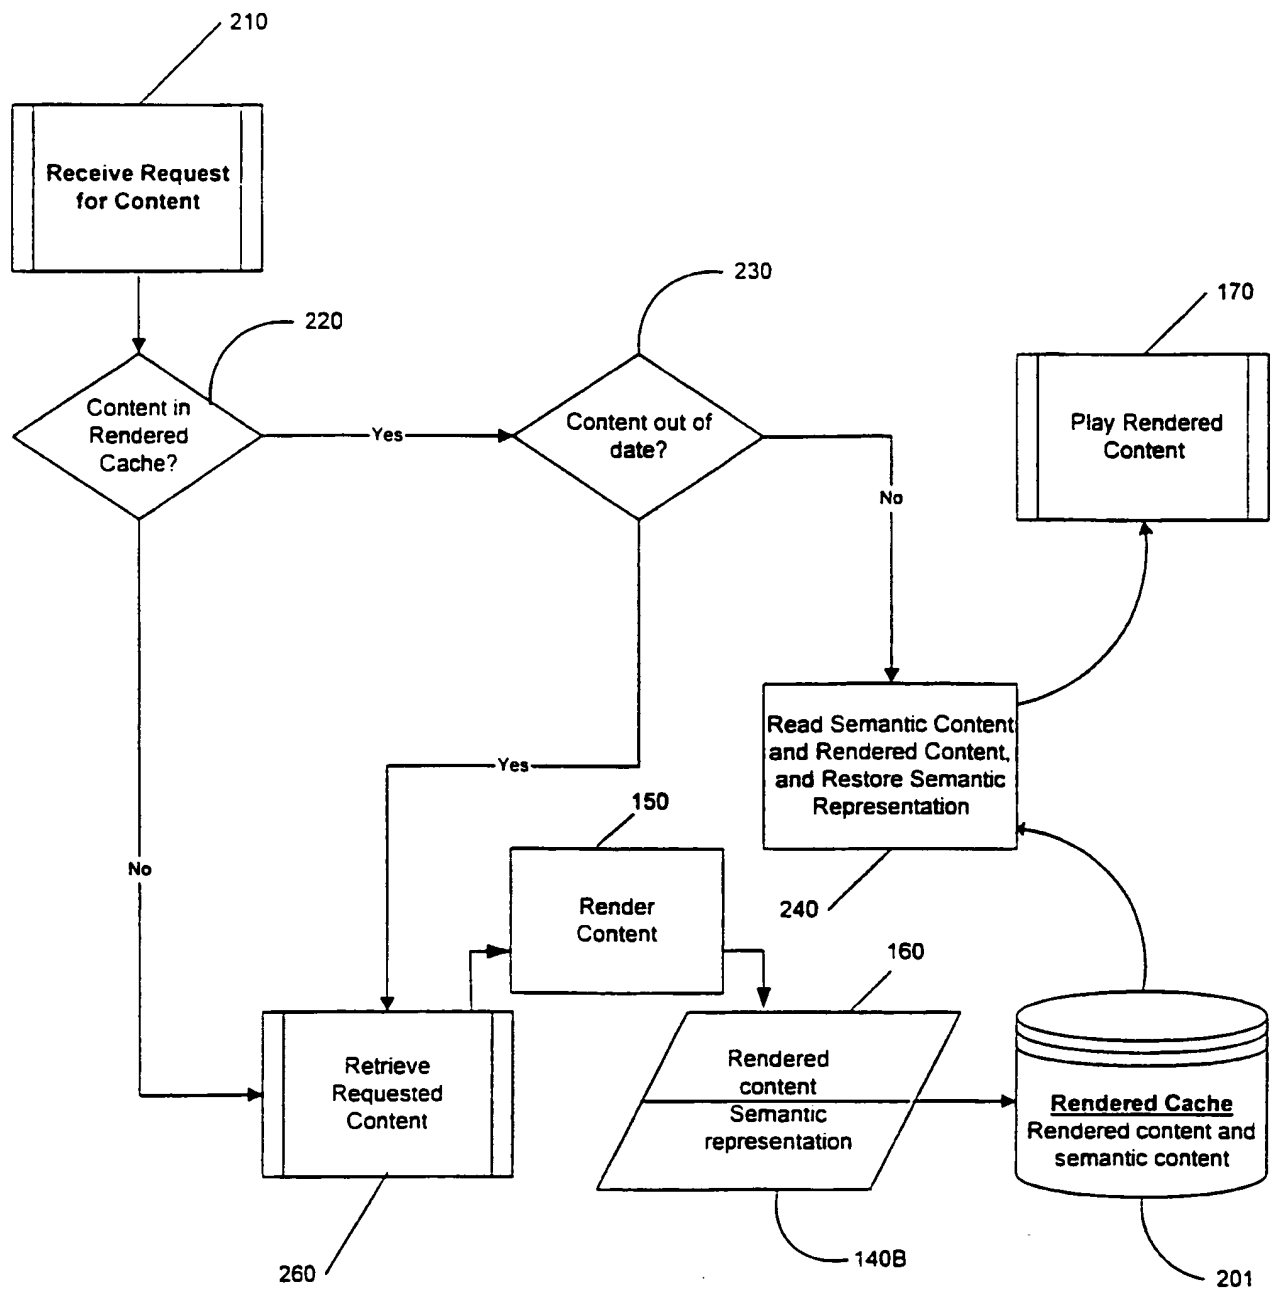 210
Receive Request
for Content
230
170
220
Content in
Rendered
Cache?
Yes
Content out of
date?
No
Play Rendered
Content
Read Semantic Content
and Rendered Content,
and Restore Semantic
Representation
Yes
150
No
Render
Content
240
160
Retrieve
Requested
Content
Rendered
content
Semantic
representation
Rendered Cache
Rendered content and
semantic content
260
140B
201